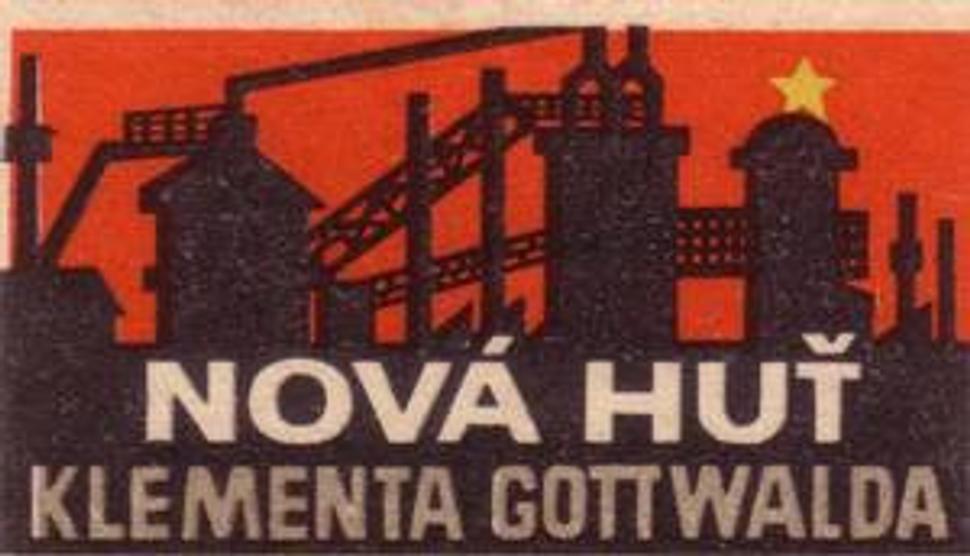 NOVÁ HUŤ
KLEMENTA GOTTWALDA